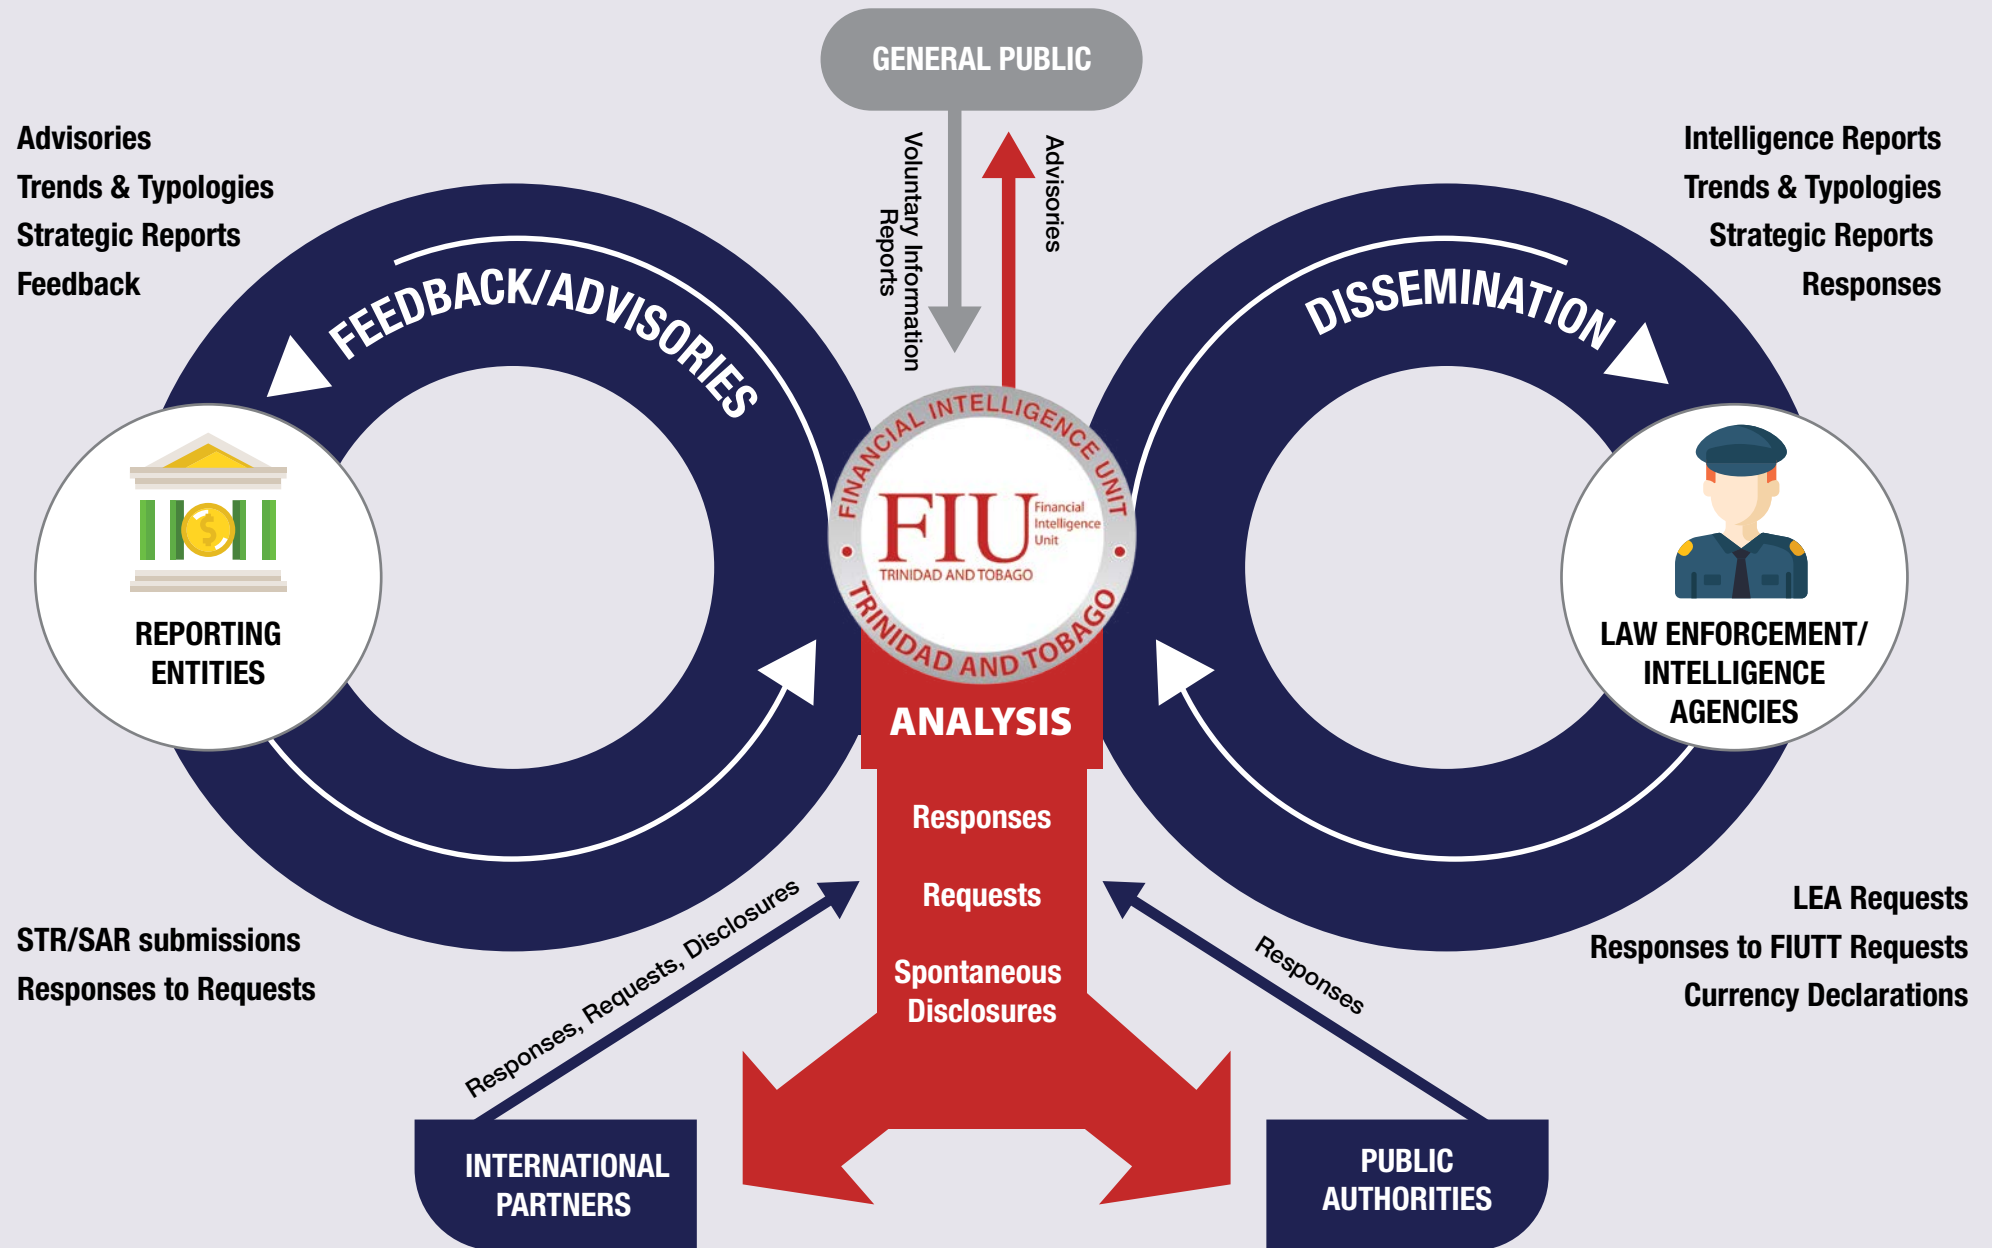 GENERAL PUBLIC
Advisories
Trends & Typologies
Strategic Reports
Feedback
Voluntary Information
Reports
Advisories
Intelligence Reports
Trends & Typologies
Strategic Reports
Responses
FEEDBACK/ADVISORIES
DISSEMINATION
FINANCIAL INTELLIGENCE UNIT
FIU
Financial
Intelligence
Unit
TRINIDAD AND TOBAGO
TRINIDAD AND TOBAGO
$
REPORTING
ENTITIES
LAW ENFORCEMENT/
INTELLIGENCE
AGENCIES
ANALYSIS
Responses
Requests
Spontaneous
Disclosures
STR/SAR submissions
Responses to Requests
Responses, Requests, Disclosures
Responses
LEA Requests
Responses to FIUTT Requests
Currency Declarations
INTERNATIONAL
PARTNERS
PUBLIC
AUTHORITIES